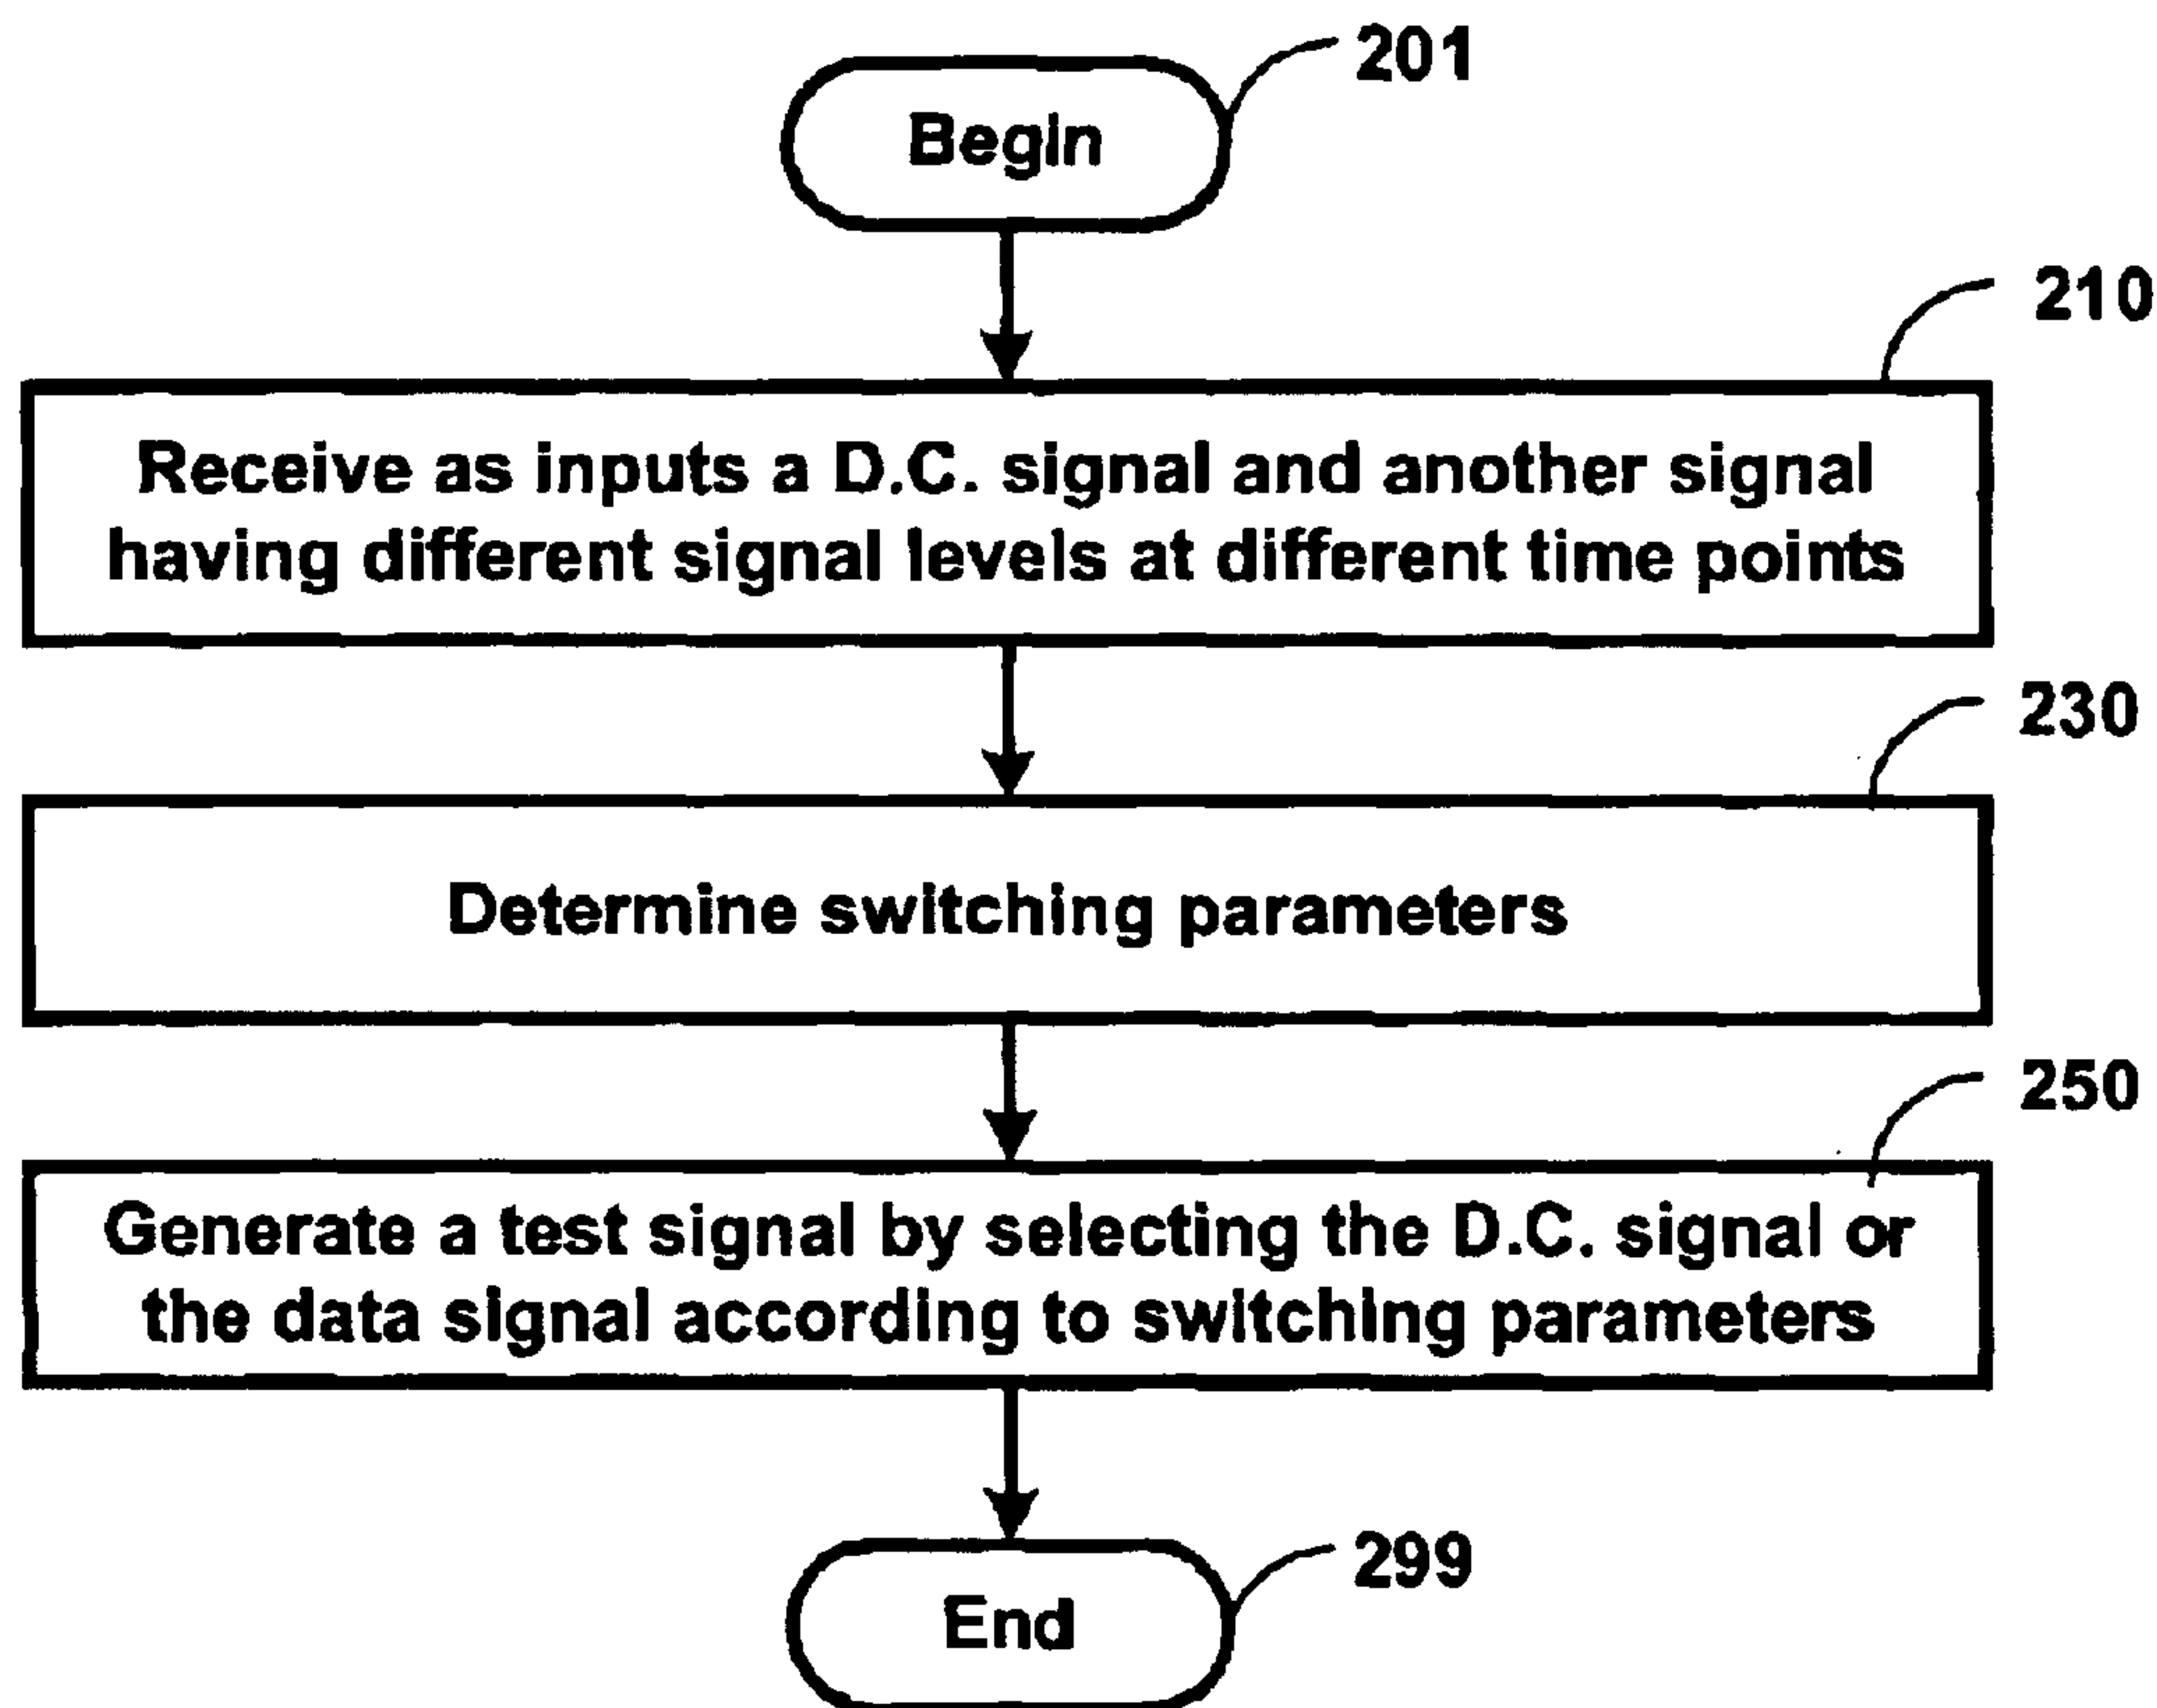 Begin
201
210
Receive as inputs a D.C. signal and another signal
having different signal levels at different time points
230
Determine switching parameters
250
Generate a test signal by selecting the D.C. signal or
the data signal according to switching parameters
299
End